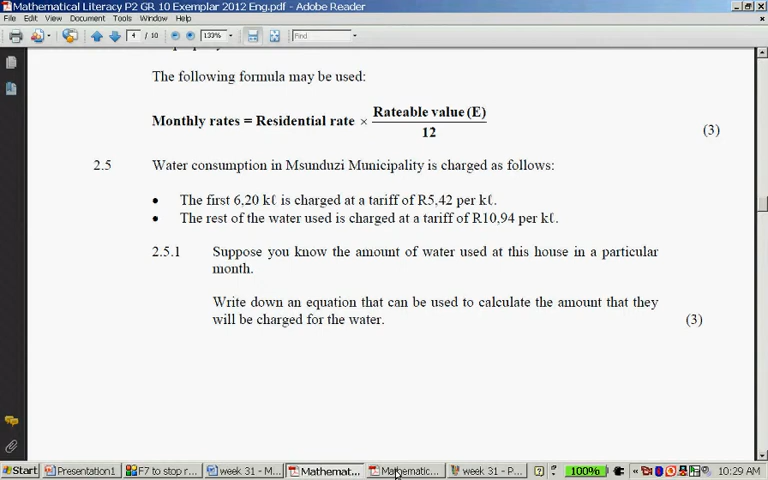 Mathematical Literacy P2 GR 10 Exemplar 2012 Eng.pdf - Adobe Reader
File Edit View Document Tools Window Help
4 / 10 133% Find
The following formula may be used:
Monthly rates = Residential rate × Rateable value (E)
12
(3)
2.5 Water consumption in Msunduzi Municipality is charged as follows:
• The first 6,20 kℓ is charged at a tariff of R5,42 per kℓ.
• The rest of the water used is charged at a tariff of R10,94 per kℓ.
2.5.1 Suppose you know the amount of water used at this house in a particular
month.
Write down an equation that can be used to calculate the amount that they
will be charged for the water. (3)
Start Presentation1 F7 to stop r... week 31 - M... Mathemat... Mathematic... week 31 - P... 100% 10:29 AM